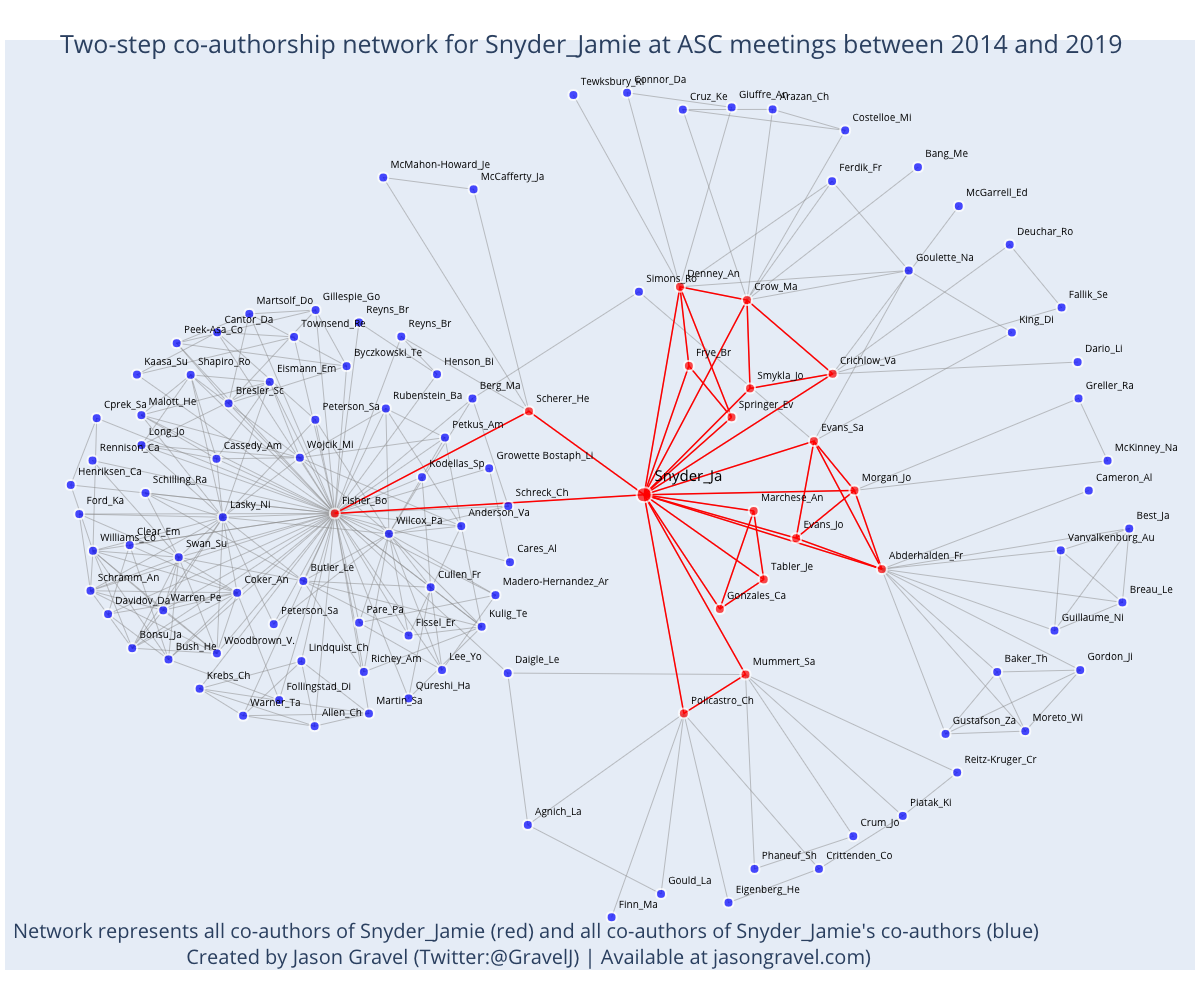 Two-step co-authorship network for Snyder_Jamie at ASC meetings between 2014 and 2019
Connor_Da
Cruz_Ke
Costelloe_Mi
Bang_Me
McMahon-Howard_Je
Ferdik_Fr
McCafferty_Ja
McGarrell_Ed
Deuchar_Ro
Goulette_Na
Denney_An
Simons_Ro
Crow_Ma
Fallik_Se
Gillespie_Go
Martsolf_Do
Reyns_Br
Cantor_Da
Townsend_Re
Reyns_Br
King_Di
Peek-Asa_Co
Frye_Br
Byczkowski_Te
Crichlow_Va
Dario_Li
Kaasa_Su
Shapiro_Ro
Henson_Bi
Eismann_Em
Smykla_Jo
Berg_Ma
Greller_Ra
Bresler_Sc
Rubenstein_Ba
Scherer_He
Malott_He
Cprek_Sa
Springer_Ev
Peterson_Sa
Petkus_Am
Evans_Sa
Long_Jo
Rennison_Ca
Cassedy_Am
Wojcik_Mi
McKinney_Na
Growette Bostaph_Li
Kodellas_Sp
Henriksen_Ca
Snyder_Ja
Schilling_Ra
Morgan_Jo
Cameron_Al
Schreck_Ch
Marchese_An
Ford_Ka
Lasky_Ni
Fisher_Bo
Anderson_Va
Best_Ja
Wilcox_Pa
Evans_Jo
Clear_Em
Williams_Co
Vanvalkenburg_Au
Swan_Su
Cares_Al
Abderhalden_Fr
Tabler_Je
Butler_Le
Schramm_An
Coker_An
Cullen_Fr
Madero-Hernandez_Ar
Breau_Le
Davidov_Da
Warren_Pe
Gonzales_Ca
Peterson_Sa
Pare_Pa
Kulig_Te
Fissel_Er
Guillaume_Ni
Bonsu_Ja
Woodbrown_V.
Bush_He
Lindquist_Ch
Richey_Am
Lee_Yo
Daigle_Le
Mummert_Sa
Baker_Th
Gordon_Ji
Krebs_Ch
Follingstad_Di
Qureshi_Ha
Warner_Ta
Martin_Sa
Allen_Ch
Policastro_Ch
Gustafson_Za
Moreto_Wi
Reitz-Kruger_Cr
Piatak_Ki
Agnich_La
Crum_Jo
Phaneuf_Sh
Crittenden_Co
Gould_La
Eigenberg_He
Finn_Ma
Network represents all co-authors of Snyder_Jamie (red) and all co-authors of Snyder_Jamie's co-authors (blue)
Created by Jason Gravel (Twitter:@GravelJ) | Available at jasongravel.com)